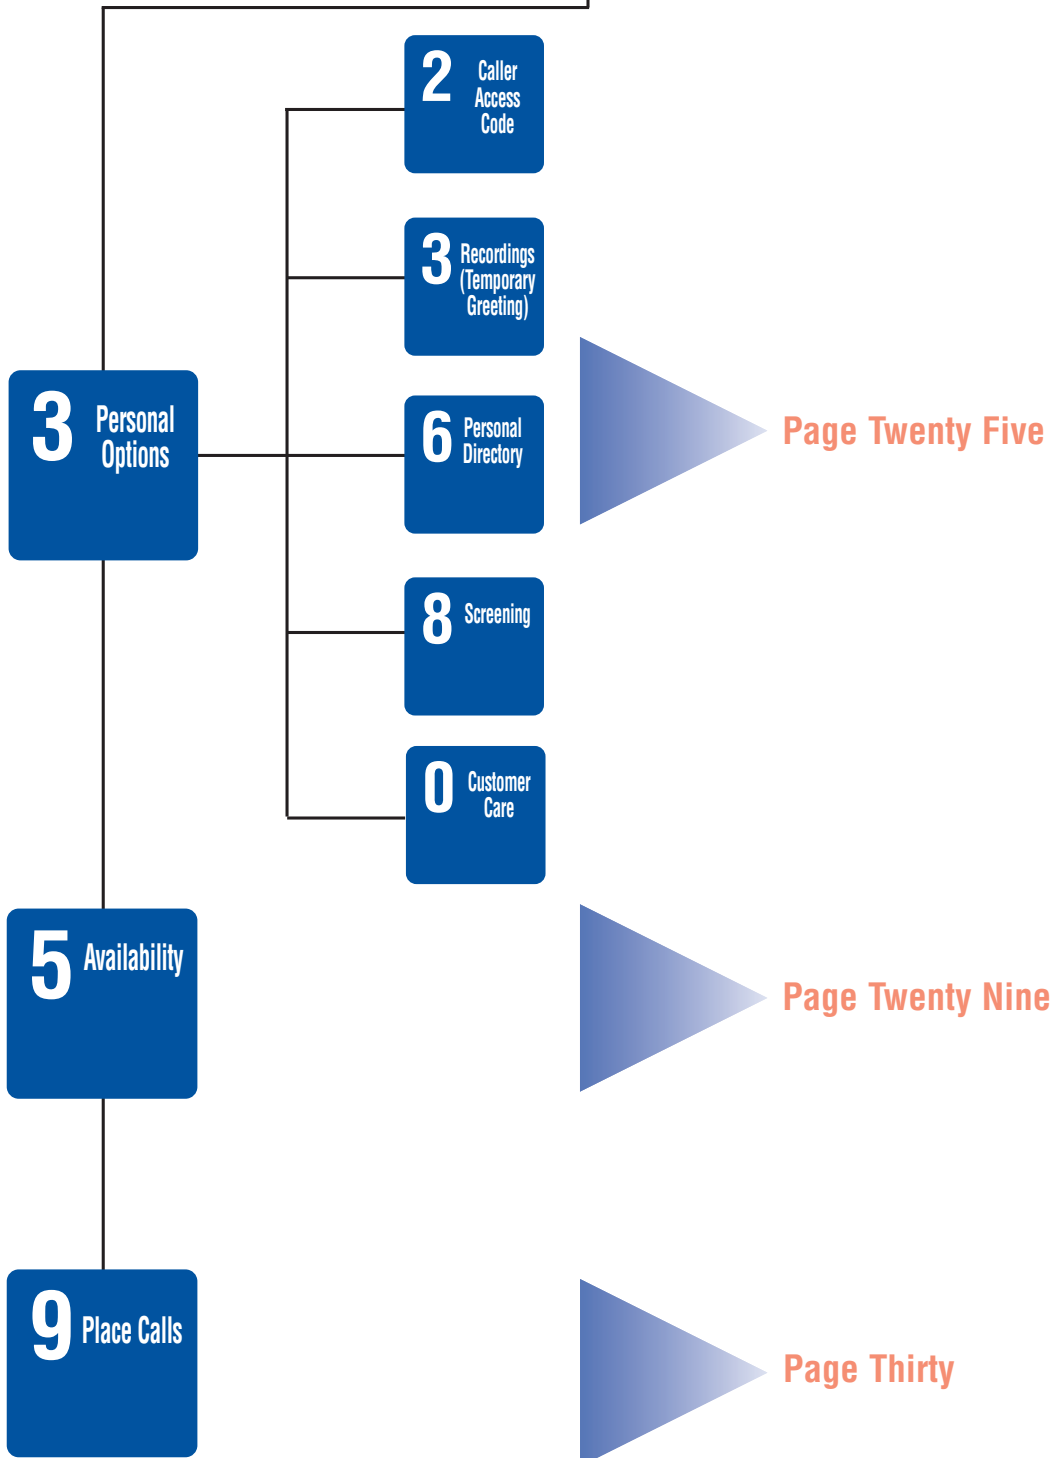 2 Caller
Access
Code
3 Recordings
(Temporary
Greeting)
3 Personal
Options
6 Personal
Directory
Page Twenty Five
8 Screening
0 Customer
Care
5 Availability
Page Twenty Nine
9 Place Calls
Page Thirty